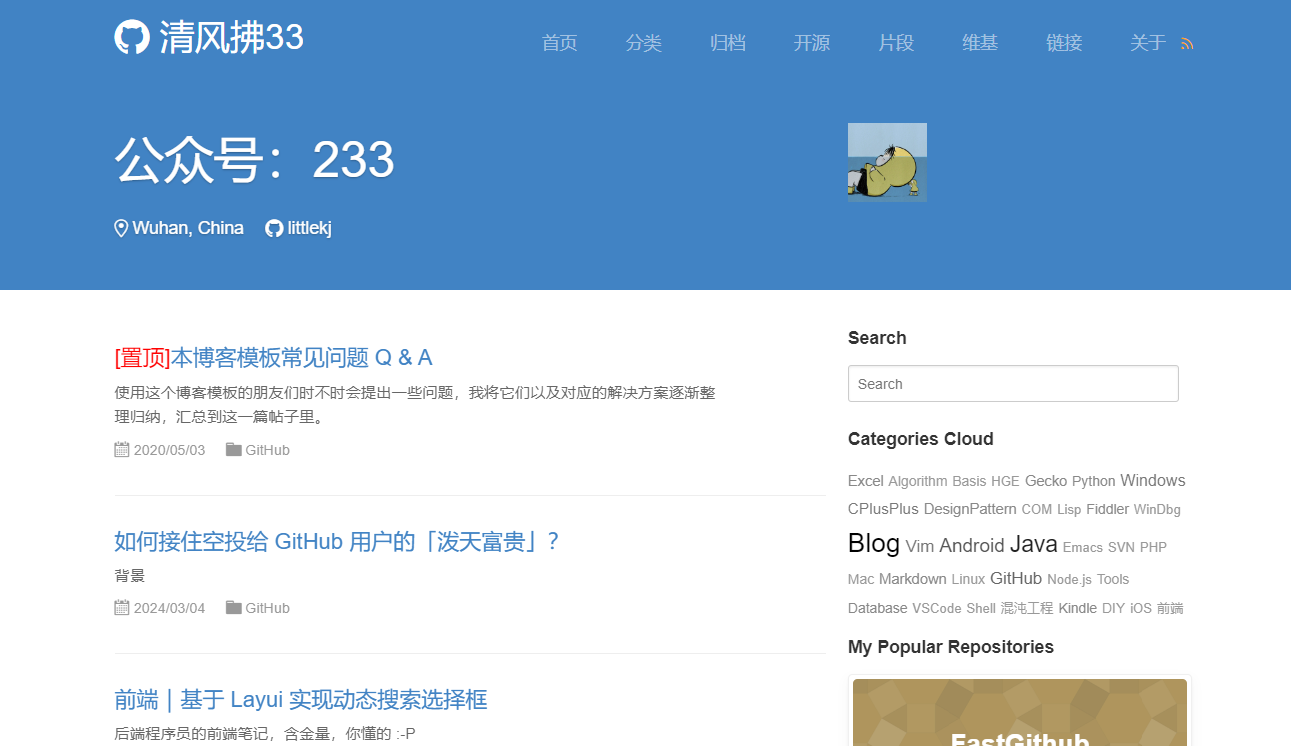 清风拂33
首页 分类 归档 开源 片段 维基 链接 关于
公众号：233
Wuhan, China littlekj
[置顶]本博客模板常见问题 Q & A
使用这个博客模板的朋友们时不时会提出一些问题，我将它们以及对应的解决方案逐渐整
理归纳，汇总到这一篇帖子里。
2020/05/03 GitHub
如何接住空投给 GitHub 用户的「泼天富贵」？
背景
2024/03/04 GitHub
前端｜基于 Layui 实现动态搜索选择框
后端程序员的前端笔记，含金量，你懂的 :-P
Search
Search
Categories Cloud
Excel Algorithm Basis HGE Gecko Python Windows
CPlusPlus DesignPattern COM Lisp Fiddler WinDbg
Blog Vim Android Java Emacs SVN PHP
Mac Markdown Linux GitHub Node.js Tools
Database VSCode Shell 混沌工程 Kindle DIY iOS 前端
My Popular Repositories
FastGithub